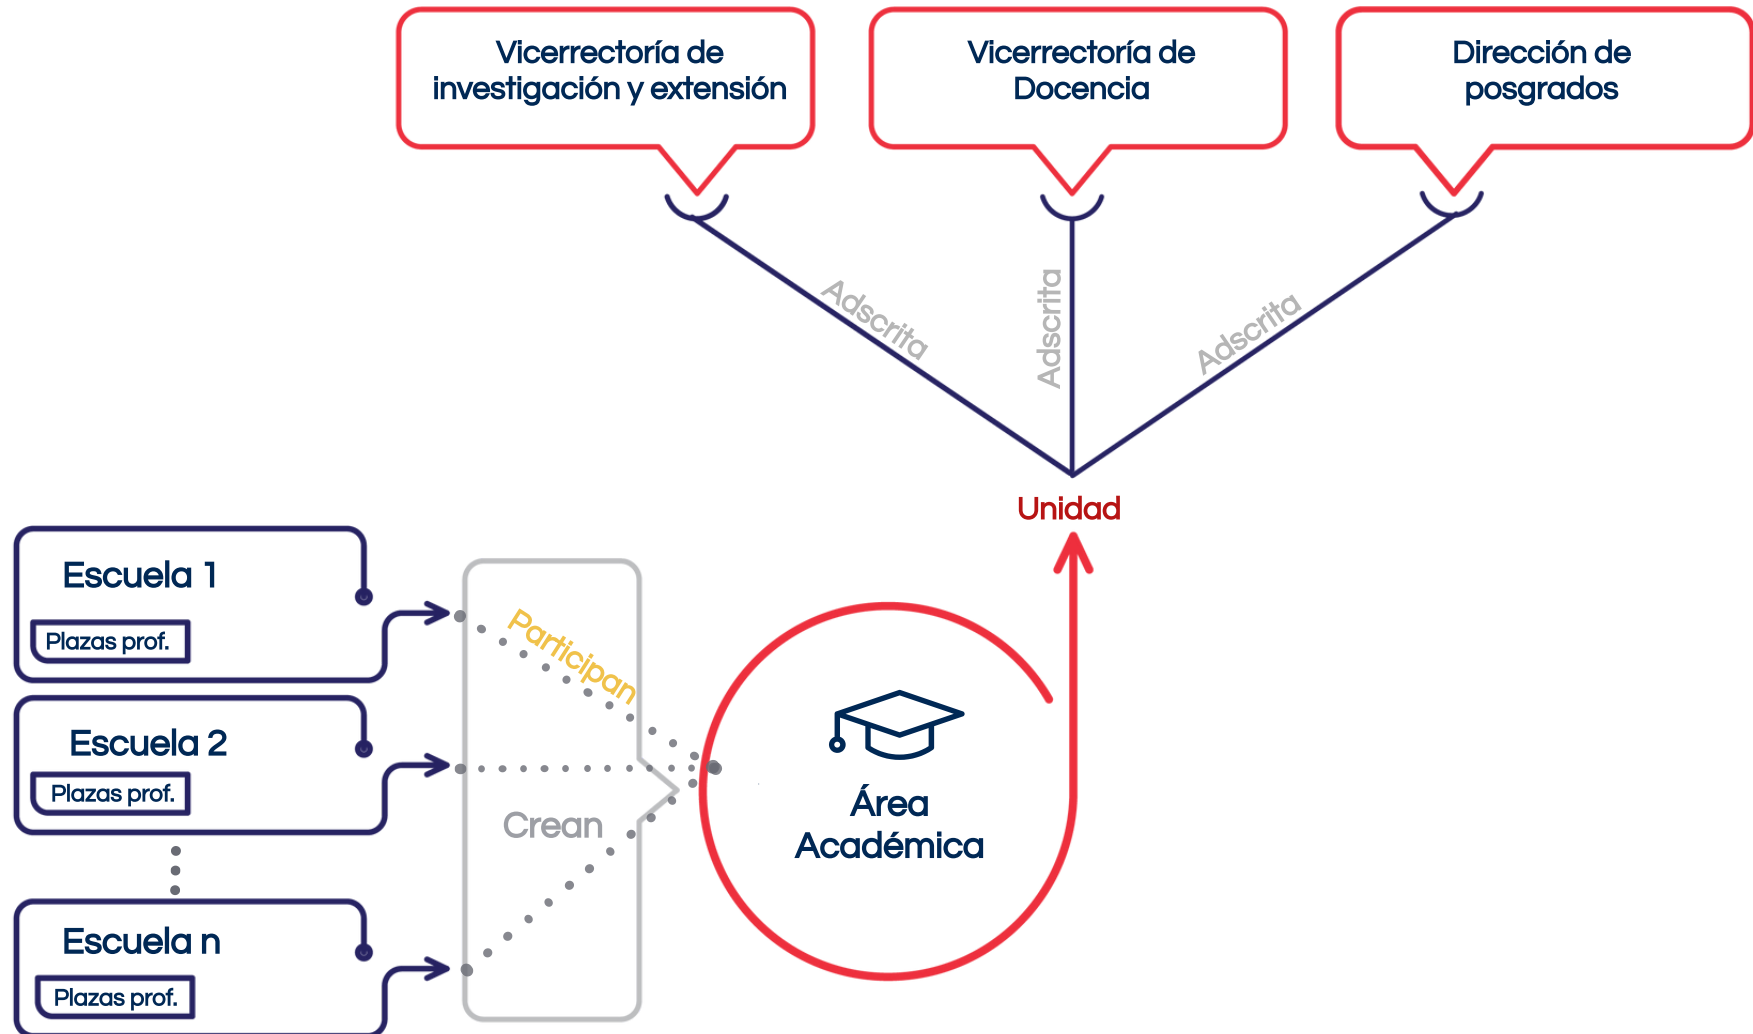 Vicerrectoría de
investigación y extensión
Vicerrectoría de
Docencia
Dirección de
posgrados
Adscrita
Adscrita
Adscrita
Unidad
Escuela 1
Plazas prof.
Escuela 2
Plazas prof.
Escuela n
Plazas prof.
Participan
Crean
Área
Académica